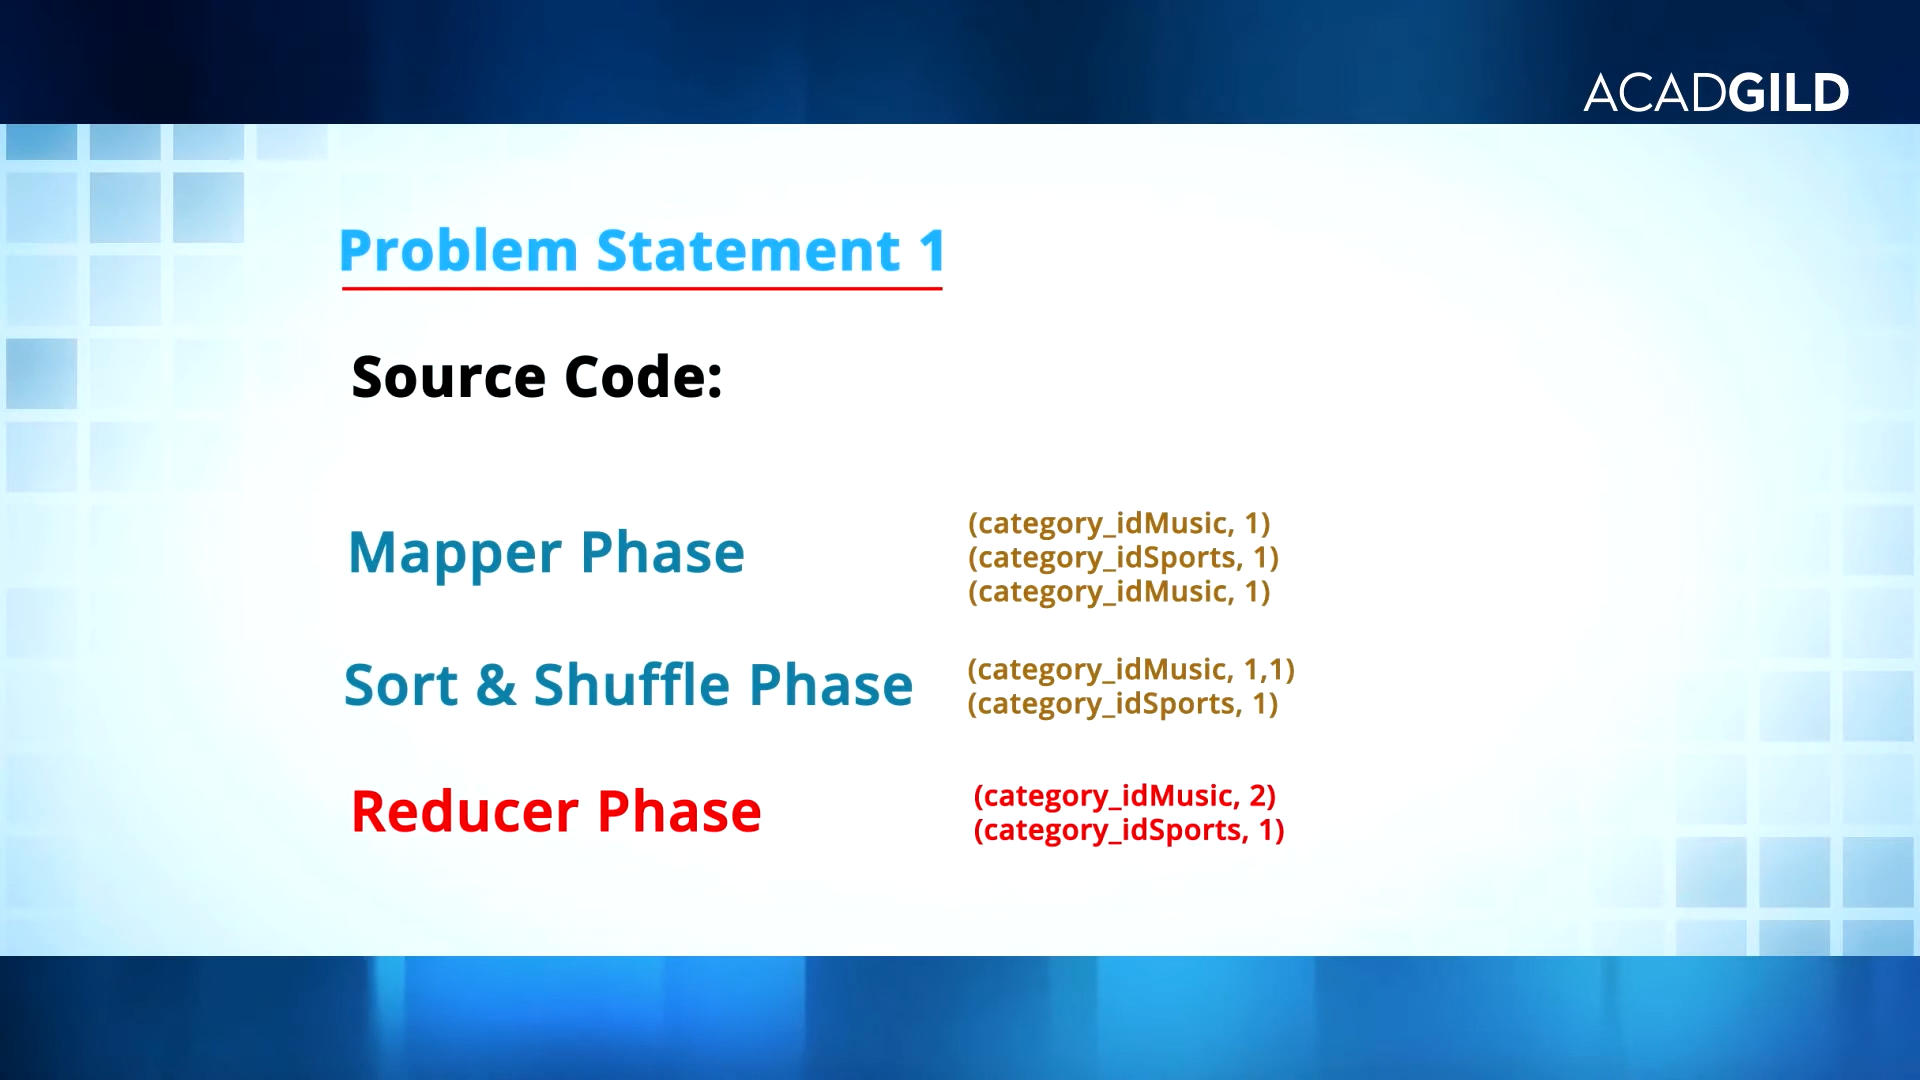 ACADGILD
Problem Statement 1
Source Code:
Mapper Phase
(category_idMusic, 1)
(category_idSports, 1)
(category_idMusic, 1)
Sort & Shuffle Phase
(category_idMusic, 1,1)
(category_idSports, 1)
Reducer Phase
(category_idMusic, 2)
(category_idSports, 1)